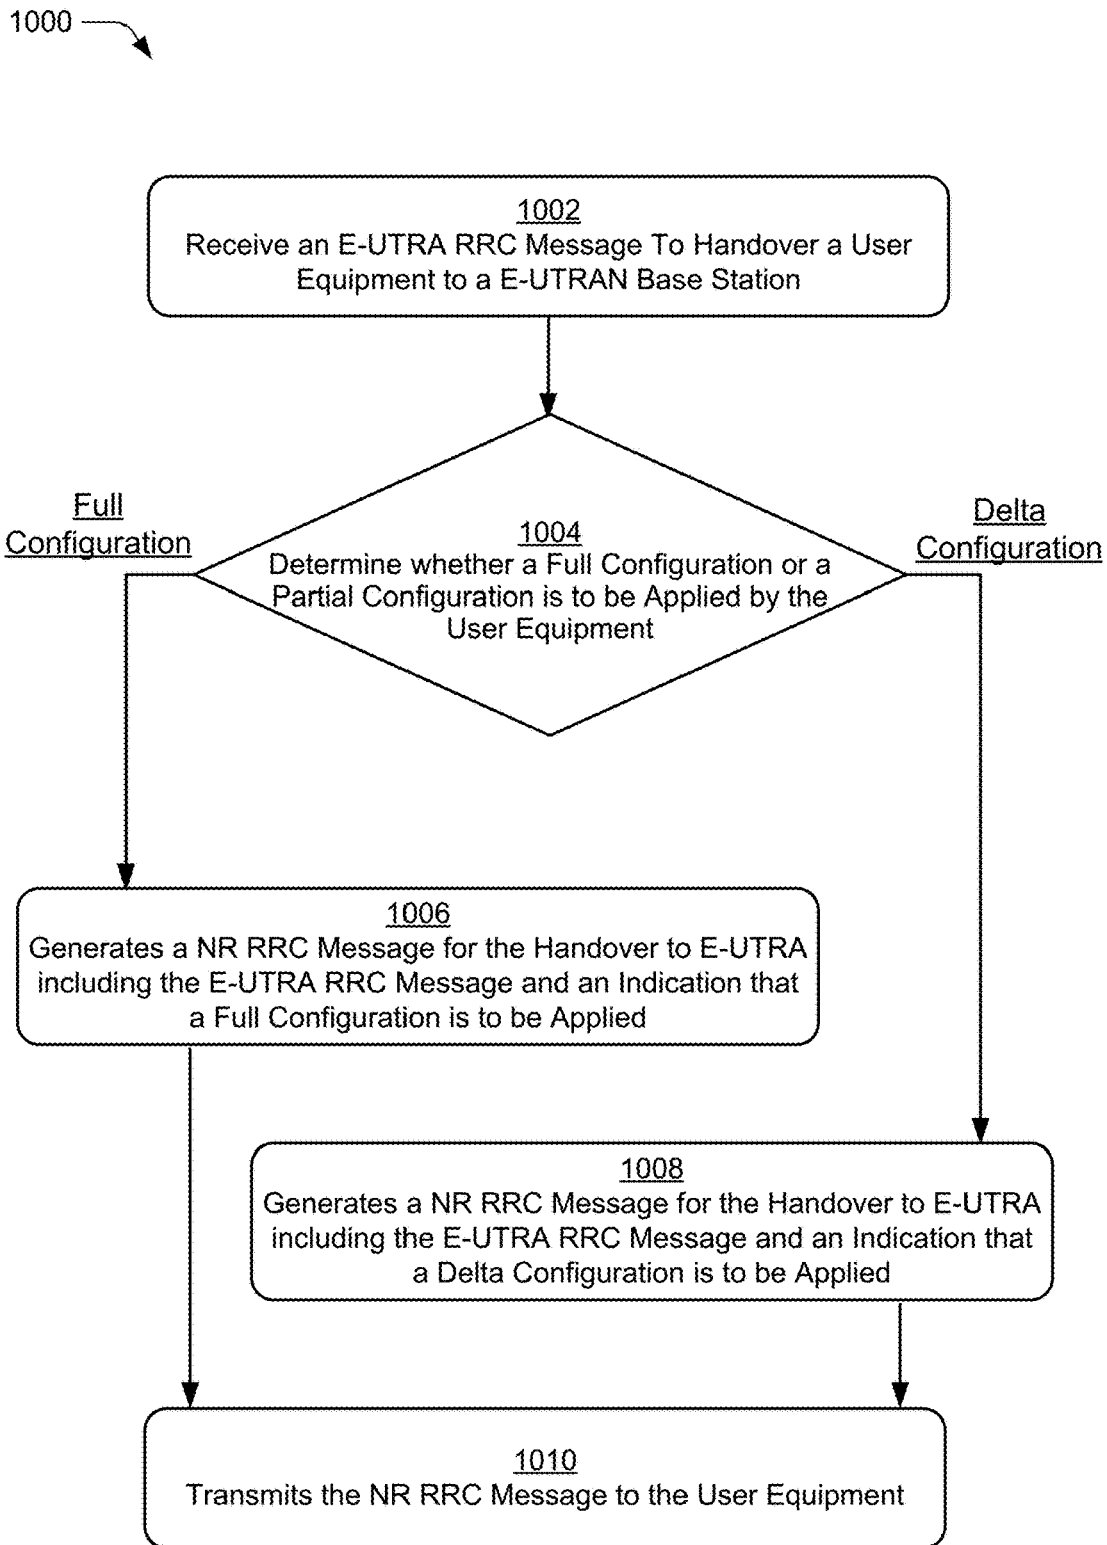 1000
1002
Receive an E-UTRA RRC Message To Handover a User
Equipment to a E-UTRAN Base Station
Full
Configuration
Delta
Configuration
1004
Determine whether a Full Configuration or a
Partial Configuration is to be Applied by the
User Equipment
1006
Generates a NR RRC Message for the Handover to E-UTRA
including the E-UTRA RRC Message and an Indication that
a Full Configuration is to be Applied
1008
Generates a NR RRC Message for the Handover to E-UTRA
including the E-UTRA RRC Message and an Indication that
a Delta Configuration is to be Applied
1010
Transmits the NR RRC Message to the User Equipment